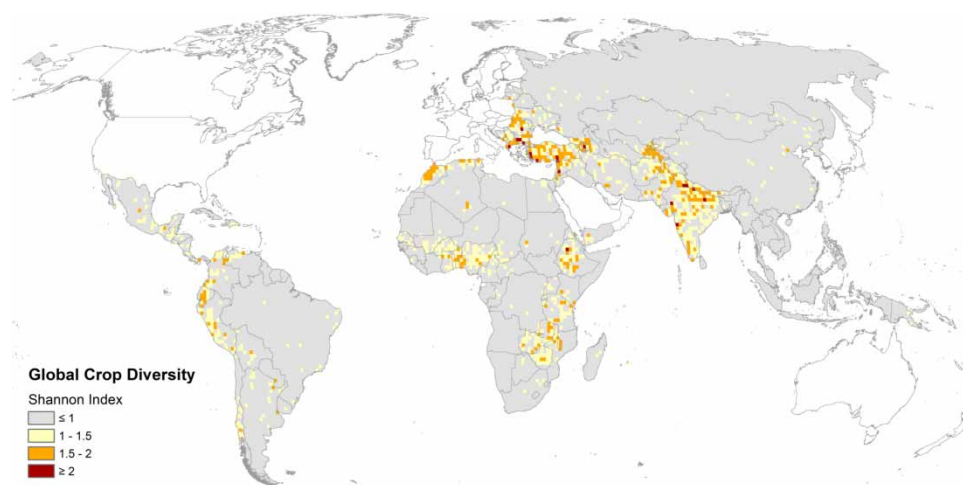 Global Crop Diversity
Shannon Index
≤ 1
1 - 1.5
1.5 - 2
≥ 2